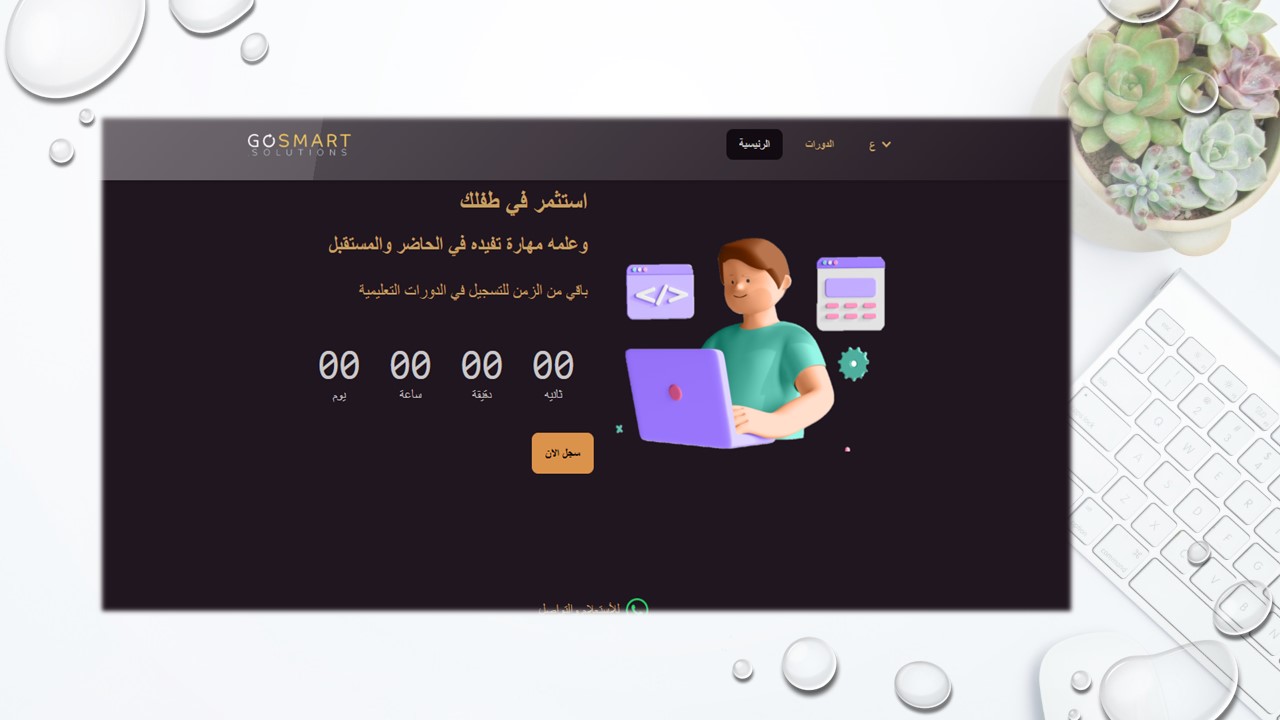 GOSMART
SOLUTIONS
ع
الدورات
الرئيسية
استثمر في طفلك
وعلمه مهارة تفيده في الحاضر والمستقبل
باقي من الزمن للتسجيل في الدورات التعليمية
00 00 00 00
ثانيه دقيقة ساعة يوم
سجل الان